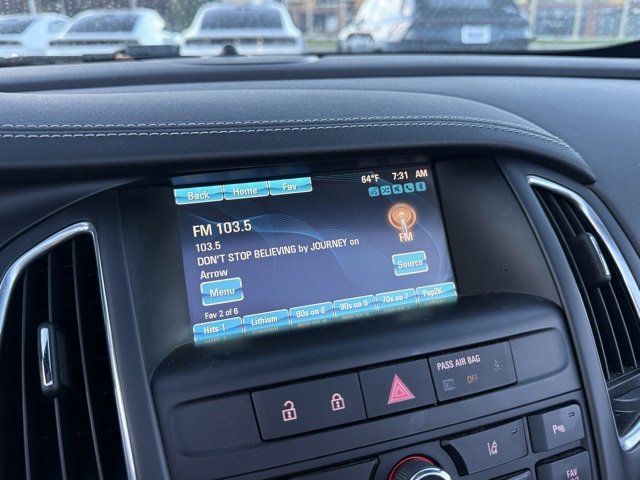 Back Home Fav 64°F 7:31 AM
FM 103.5
103.5
DON'T STOP BELIEVING by JOURNEY on
Arrow
FM
Menu
Source
Fav 2 of 6
Hits 1 Lithium 80s on 8 90s on 9 70s on 7 Pop2K
PASS AIR BAG
OFF
FAV